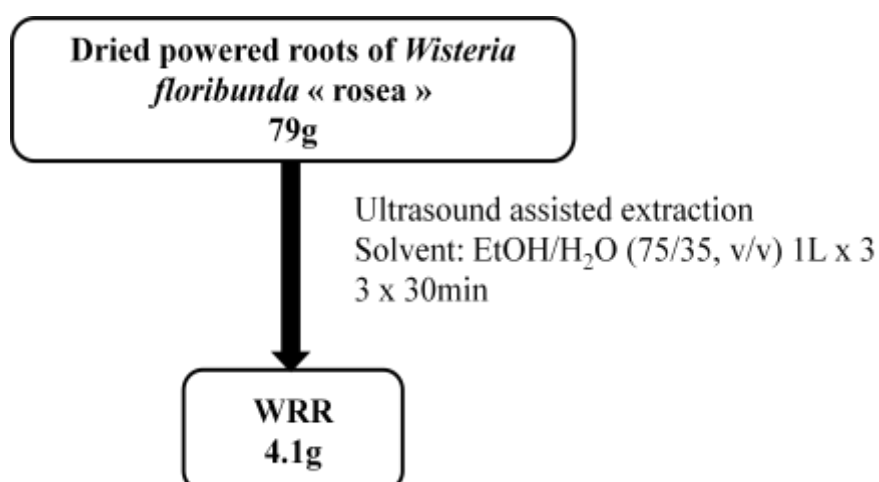 Dried powered roots of Wisteria
floribunda « rosea »
79g
Ultrasound assisted extraction
Solvent: EtOH/H₂O (75/35, v/v) 1L x 3
3 x 30min
WRR
4.1g